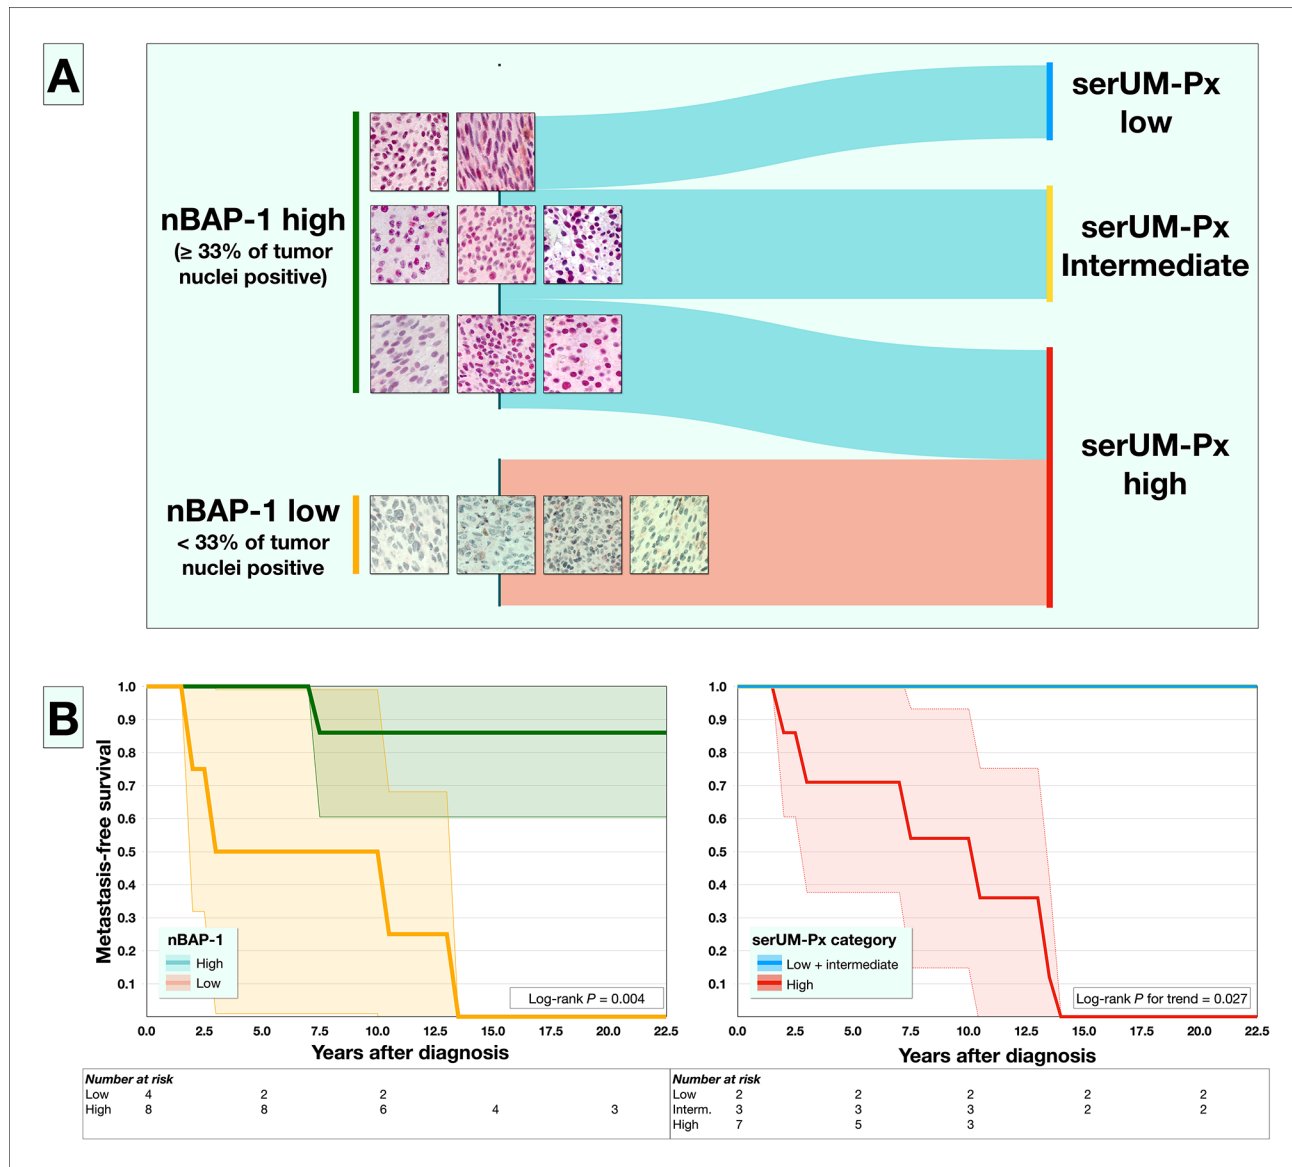 A
serUM-Px
low
nBAP-1 high
(≥ 33% of tumor
nuclei positive)
serUM-Px
Intermediate
serUM-Px
high
nBAP-1 low
< 33% of tumor
nuclei positive
B
Metastasis-free survival
1.0
0.9
0.8
0.7
0.6
0.5
0.4
0.3
0.2
0.1
nBAP-1
High
Low
Log-rank P = 0.004
0.0 2.5 5.0 7.5 10.0 12.5 15.0 17.5 20.0 22.5
Years after diagnosis
1.0
0.9
0.8
0.7
0.6
0.5
0.4
0.3
0.2
0.1
serUM-Px category
Low + intermediate
High
Log-rank P for trend = 0.027
0.0 2.5 5.0 7.5 10.0 12.5 15.0 17.5 20.0 22.5
Years after diagnosis
Number at risk
Low 4 2 2
High 8 8 6 4 3
Number at risk
Low 2 2 2 2 2
Interm. 3 3 3 2 2
High 7 5 3